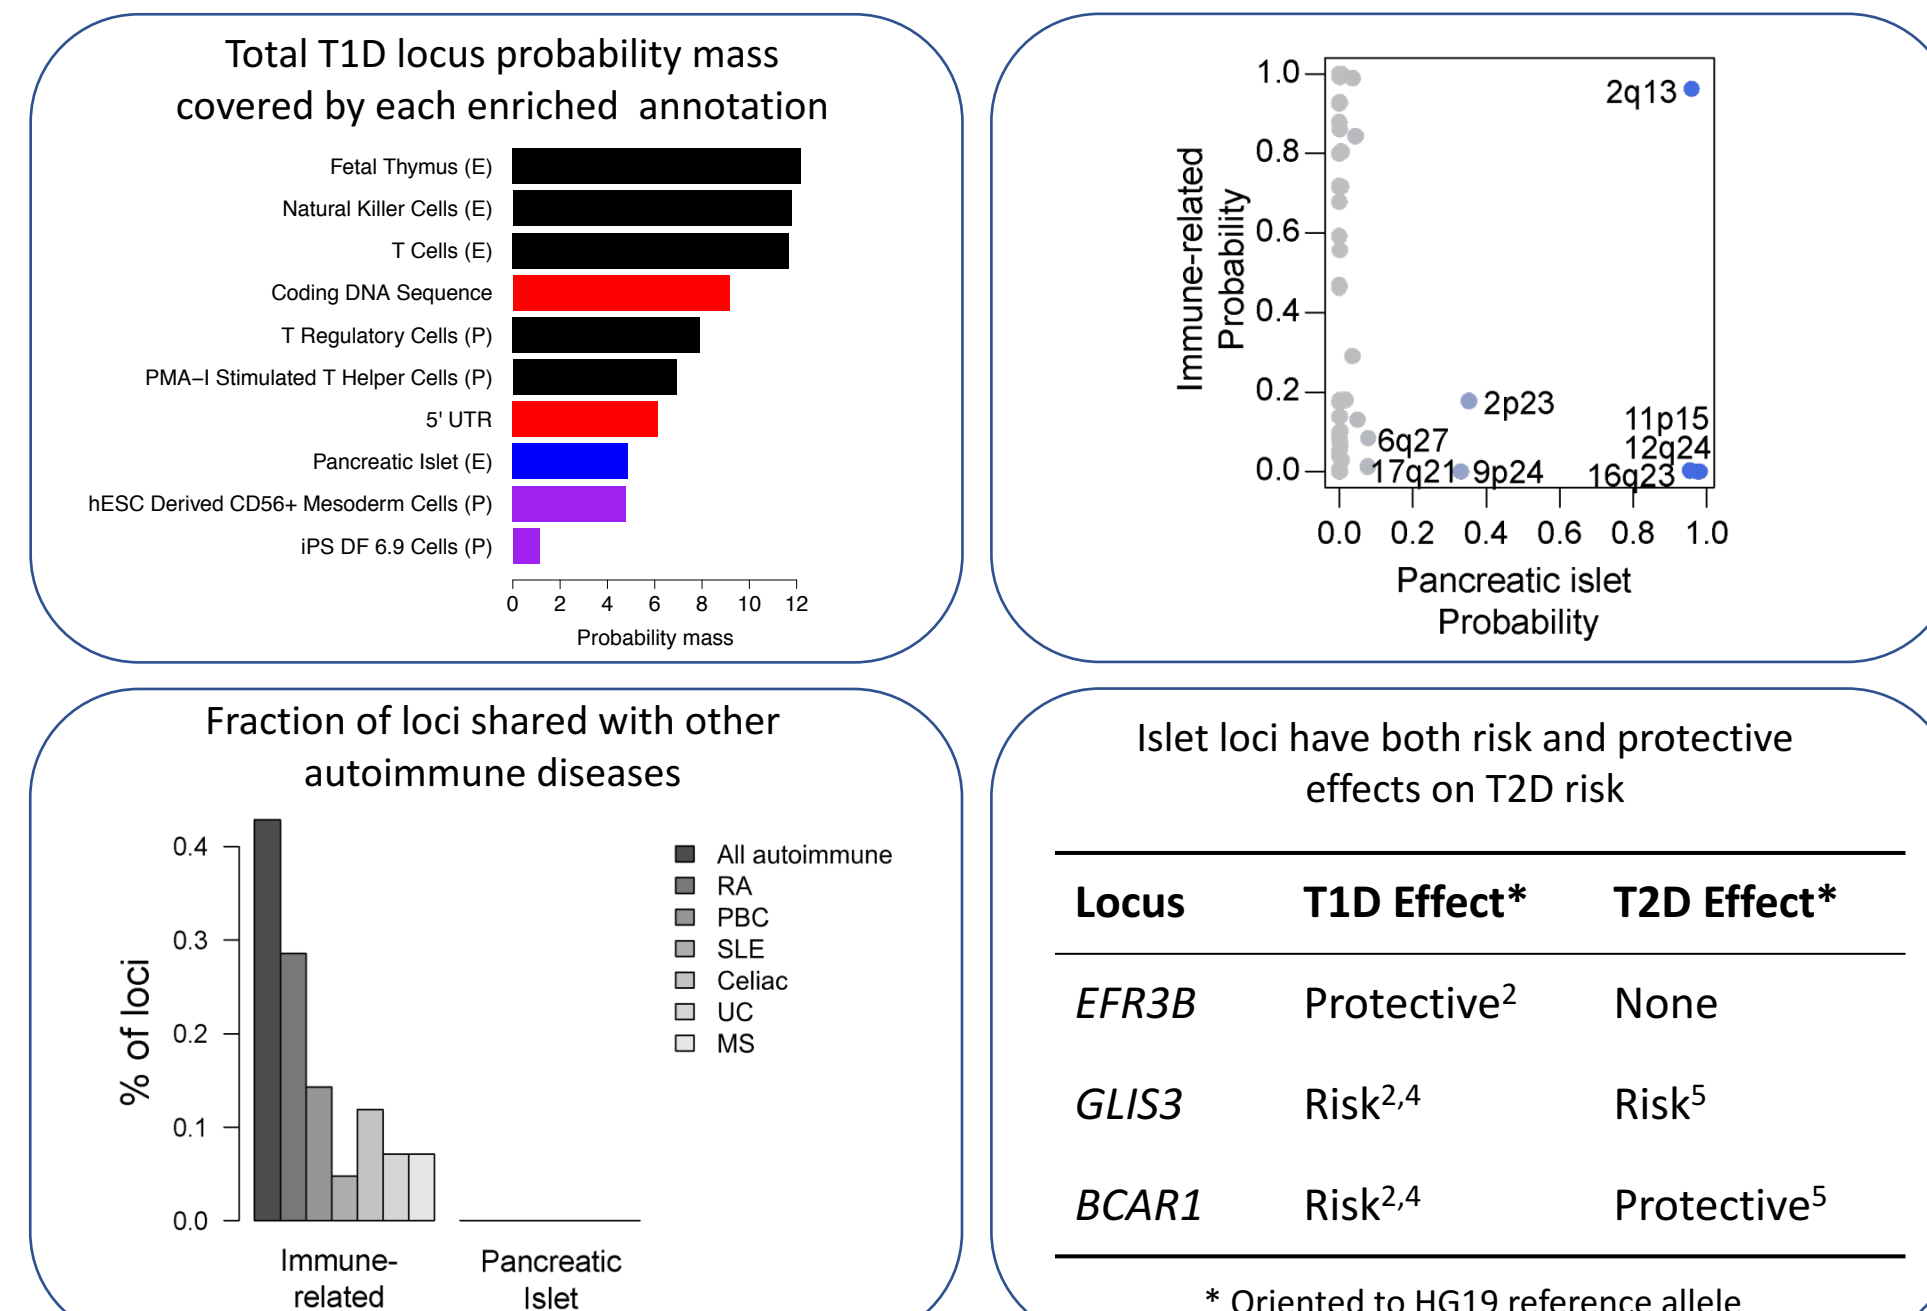 Total T1D locus probability mass
covered by each enriched annotation
Fetal Thymus (E)
Natural Killer Cells (E)
T Cells (E)
Coding DNA Sequence
T Regulatory Cells (P)
PMA−I Stimulated T Helper Cells (P)
5' UTR
Pancreatic Islet (E)
hESC Derived CD56+ Mesoderm Cells (P)
iPS DF 6.9 Cells (P)
0 2 4 6 8 10 12
Probability mass
Immune-related
Probability
1.0
0.8
0.6
0.4
0.2
0.0
2q13
2p23
11p15
6q27
12q24
17q21
9p24
16q23
0.0 0.2 0.4 0.6 0.8 1.0
Pancreatic islet
Probability
Fraction of loci shared with other
autoimmune diseases
% of loci
0.4
0.3
0.2
0.1
0.0
All autoimmune
RA
PBC
SLE
Celiac
UC
MS
Immune-
related
Pancreatic
Islet
Islet loci have both risk and protective
effects on T2D risk
Locus T1D Effect* T2D Effect*
EFR3B Protective2 None
GLIS3 Risk2,4 Risk5
BCAR1 Risk2,4 Protective5
* Oriented to HG19 reference allele